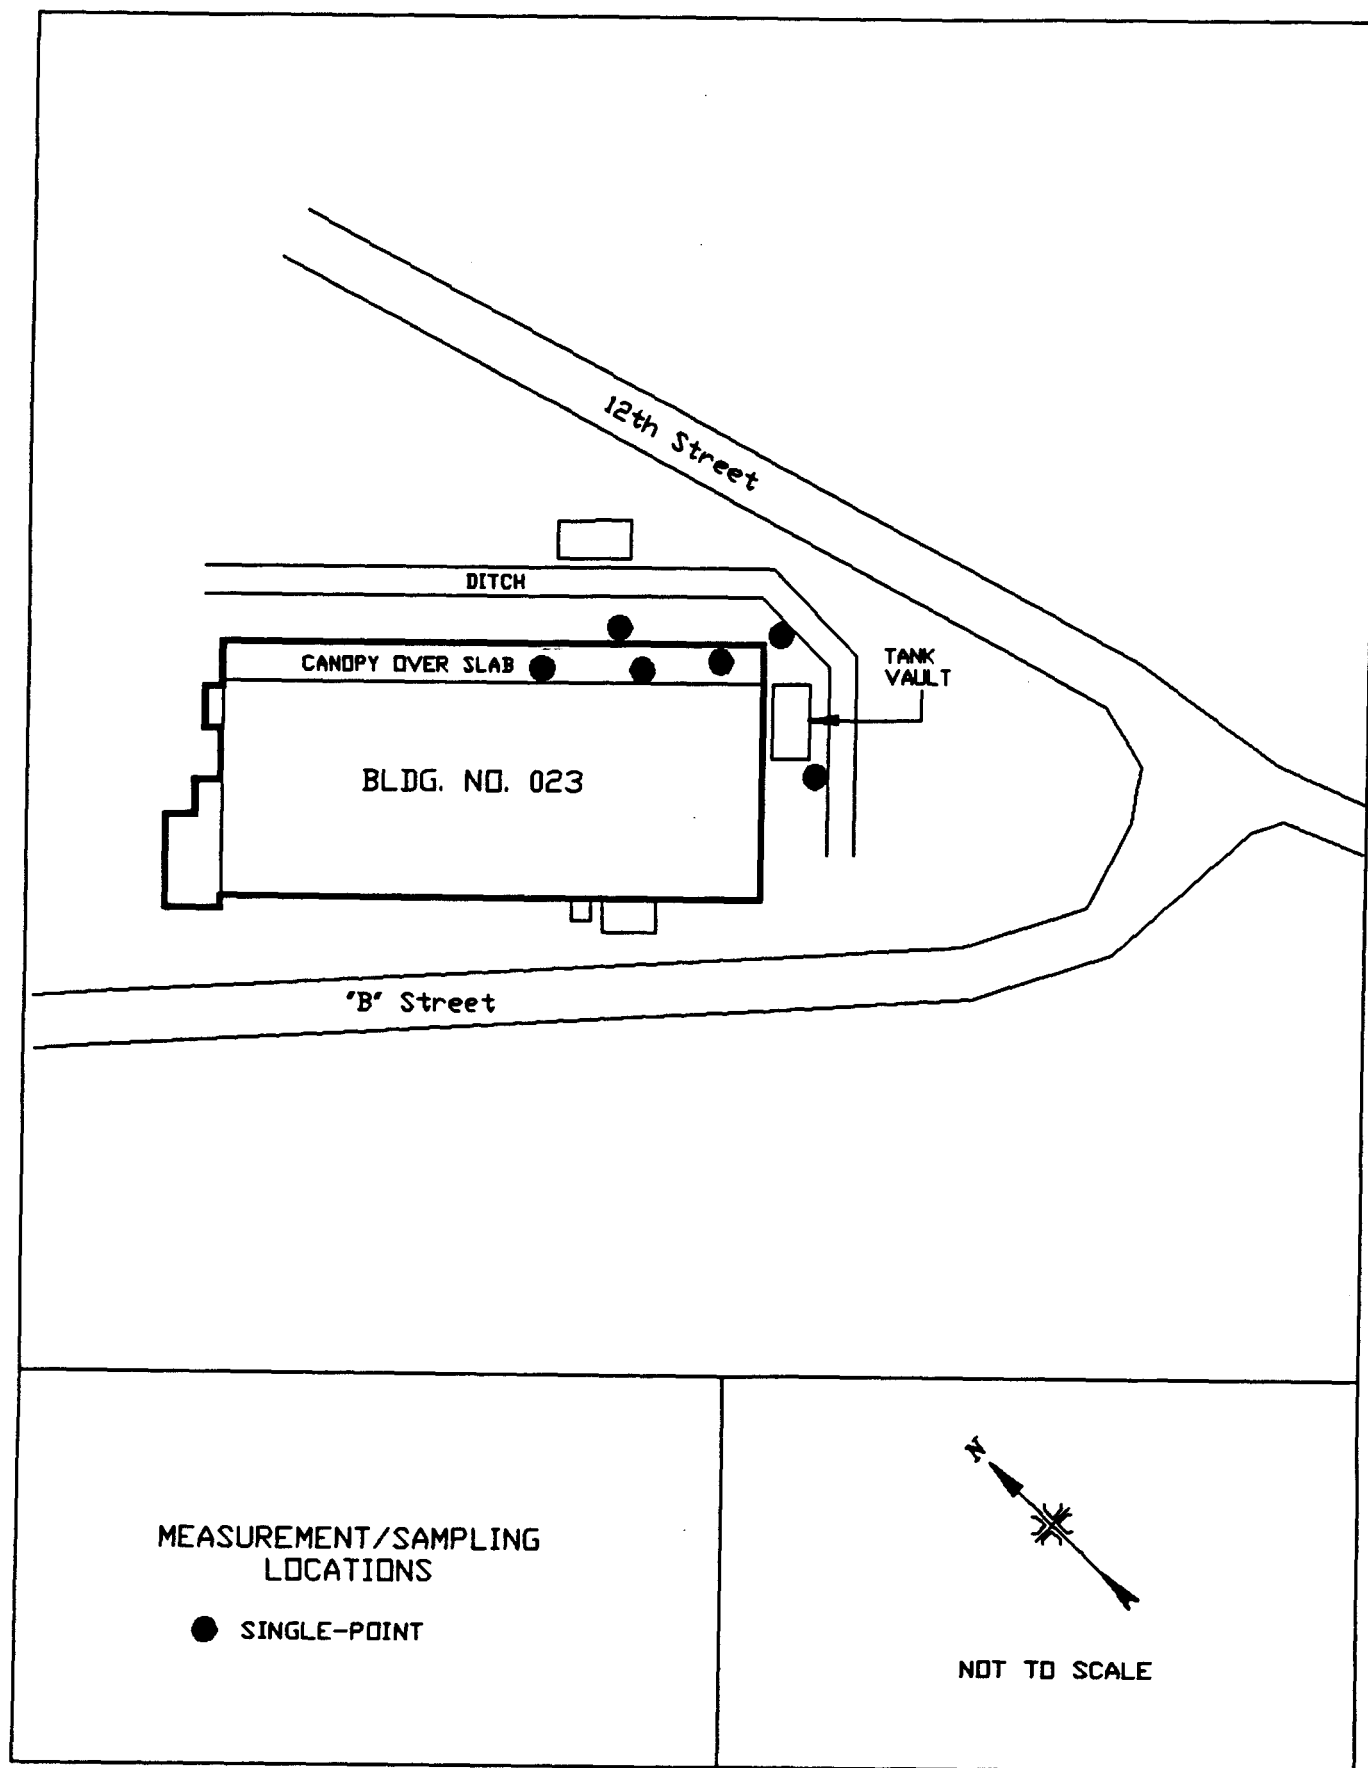 12th Street
DITCH
CANOPY OVER SLAB
TANK
VAULT
BLDG. NO. 023
"B" Street
MEASUREMENT/SAMPLING
LOCATIONS
SINGLE-POINT
N
NOT TO SCALE